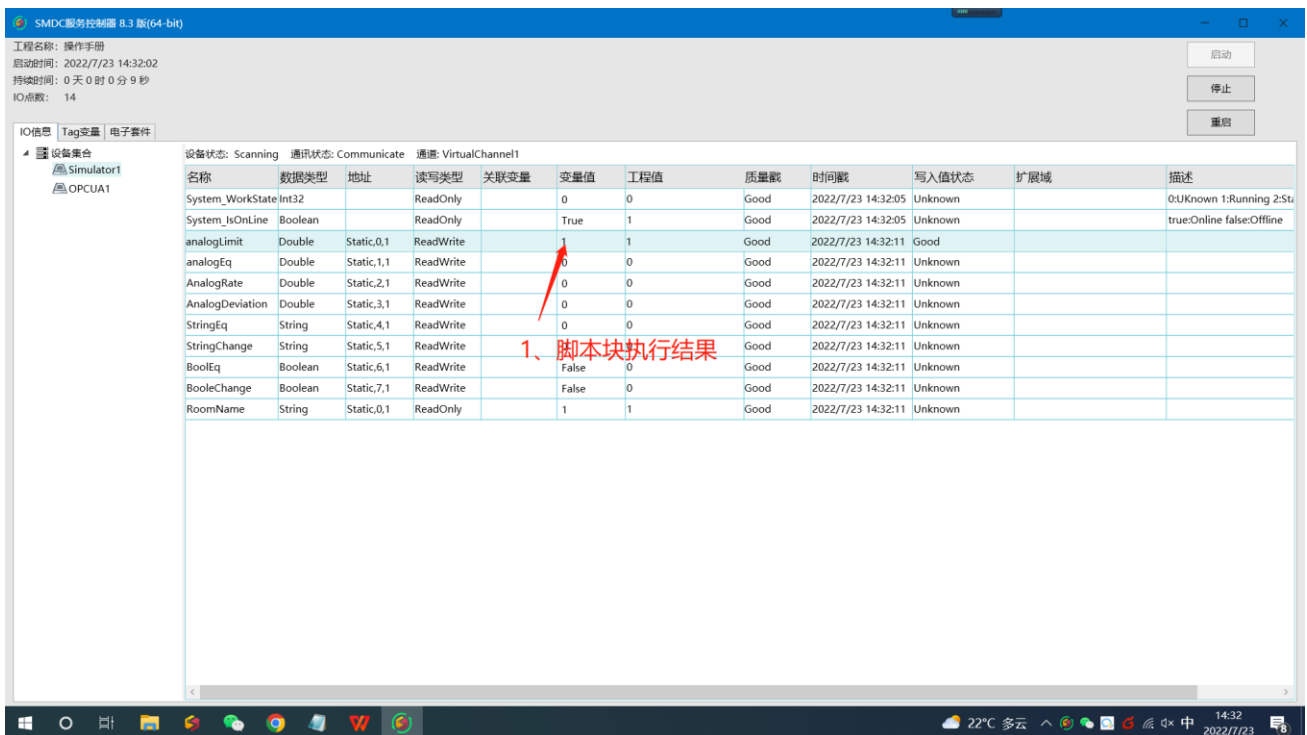 SMDC服务控制器 8.3 版(64-bit)
工程名称: 操作手册
启动时间: 2022/7/23 14:32:02
持续时间: 0 天 0 时 0 分 9 秒
IO点数: 14
启动
停止
重启
IO信息 Tag变量 电子套件
设备集合
Simulator1
OPCUA1
设备状态: Scanning 通讯状态: Communicate 通道: VirtualChannel1
名称 数据类型 地址 读写类型 关联变量 变量值 工程值 质量戳 时间戳 写入值状态 扩展域 描述
System_WorkState Int32 ReadOnly 0 0 Good 2022/7/23 14:32:05 Unknown 0:UKnown 1:Running 2:Sta
System_IsOnLine Boolean ReadOnly True 1 Good 2022/7/23 14:32:05 Unknown true:Online false:Offline
analogLimit Double Static,0,1 ReadWrite 1 1 Good 2022/7/23 14:32:11 Good
analogEq Double Static,1,1 ReadWrite 0 0 Good 2022/7/23 14:32:11 Unknown
AnalogRate Double Static,2,1 ReadWrite 0 0 Good 2022/7/23 14:32:11 Unknown
AnalogDeviation Double Static,3,1 ReadWrite 0 0 Good 2022/7/23 14:32:11 Unknown
StringEq String Static,4,1 ReadWrite 0 0 Good 2022/7/23 14:32:11 Unknown
StringChange String Static,5,1 ReadWrite 0 Good 2022/7/23 14:32:11 Unknown
1、脚本块执行结果
BoolEq Boolean Static,6,1 ReadWrite False 0 Good 2022/7/23 14:32:11 Unknown
BooleChange Boolean Static,7,1 ReadWrite False 0 Good 2022/7/23 14:32:11 Unknown
RoomName String Static,0,1 ReadOnly 1 1 Good 2022/7/23 14:32:11 Unknown
22°C 多云 中 14:32
2022/7/23
8